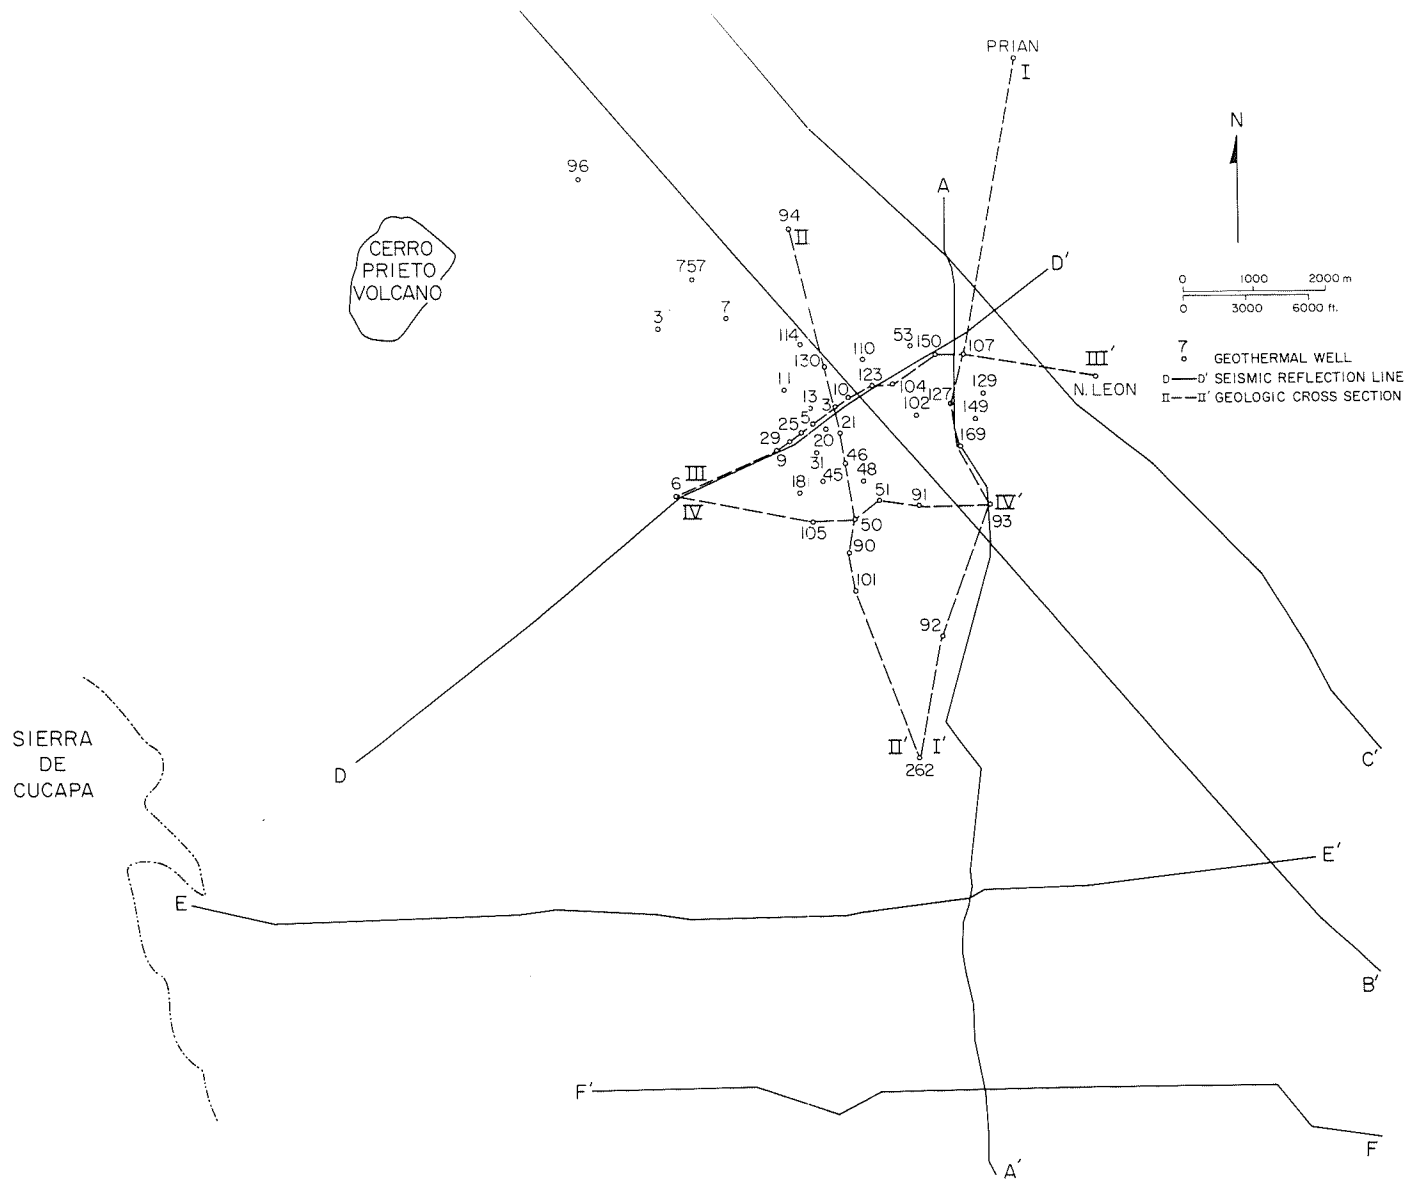 PRIAN
I
N
96
A
94
II
CERRO
PRIETO
VOLCANO
757
D'
0 1000 2000 m
0 3000 6000 ft.
3
7
114
130
110
53
150
107
III'
N. LEON
7
GEOTHERMAL WELL
D D' SEISMIC REFLECTION LINE
II II' GEOLOGIC CROSS SECTION
11
13
10
123
104
127
129
3
102
149
5
25
20
21
169
29
9
31
46
III
6
IV
18
45
48
51
91
IV'
93
105
50
90
101
92
SIERRA
DE
CUCAPA
D
II'
I'
262
C'
E'
E
B'
F'
F
A'